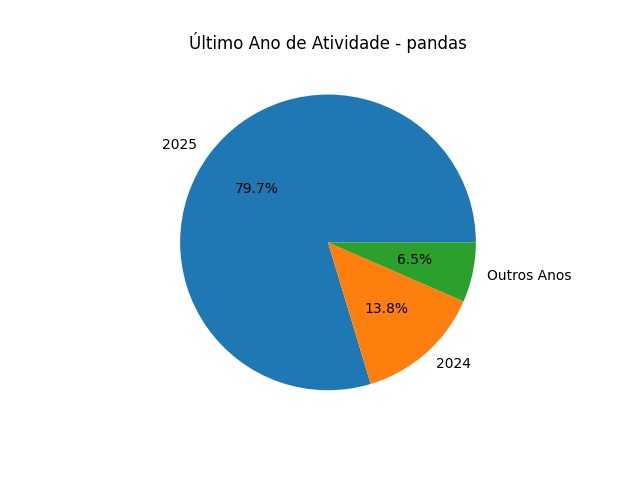 Último Ano de Atividade - pandas
2025
79.7%
6.5%
Outros Anos
13.8%
2024